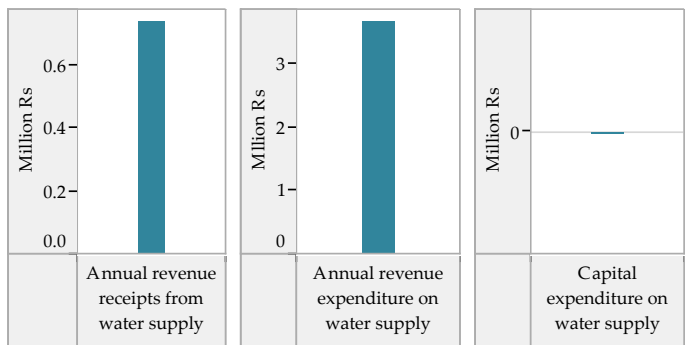 Million Rs
0.6
0.4
0.2
0.0
Annual revenue
receipts from
water supply
Mllion Rs
3
2
1
0
Annual revenue
expenditure on
water supply
Million Rs
0
Capital
expenditure on
water supply